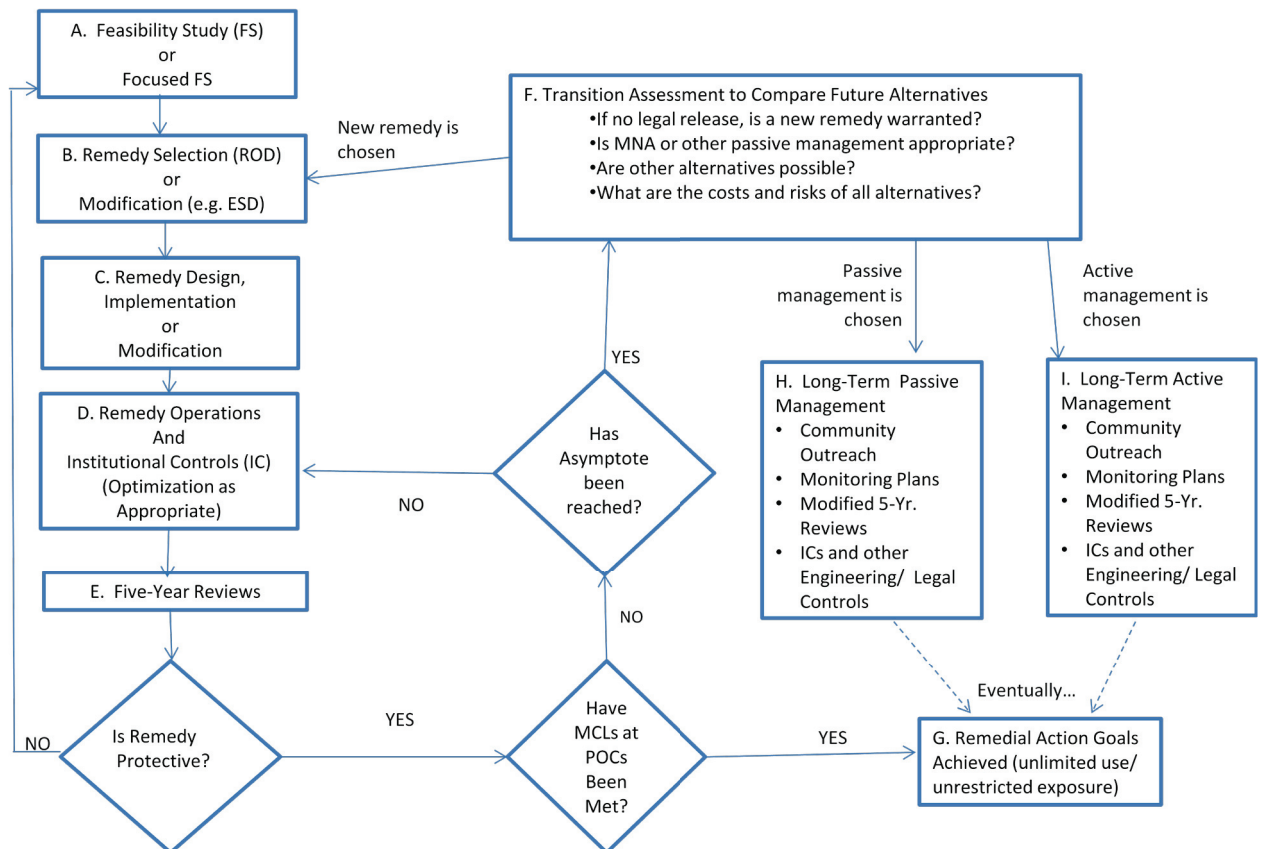 A. Feasibility Study (FS)
or
Focused FS
B. Remedy Selection (ROD)
or
Modification (e.g. ESD)
C. Remedy Design,
Implementation
or
Modification
D. Remedy Operations
And
Institutional Controls (IC)
(Optimization as
Appropriate)
E. Five-Year Reviews
Is Remedy
Protective?
NO
YES
Have
MCLs at
POCs
Been
Met?
NO
YES
Has
Asymptote
been
reached?
NO
YES
F. Transition Assessment to Compare Future Alternatives
•If no legal release, is a new remedy warranted?
•Is MNA or other passive management appropriate?
•Are other alternatives possible?
•What are the costs and risks of all alternatives?
New remedy is
chosen
Passive
management is
chosen
Active
management is
chosen
H. Long-Term Passive
Management
• Community
Outreach
• Monitoring Plans
• Modified 5-Yr.
Reviews
• ICs and other
Engineering/ Legal
Controls
I. Long-Term Active
Management
• Community
Outreach
• Monitoring Plans
• Modified 5-Yr.
Reviews
• ICs and other
Engineering/ Legal
Controls
Eventually…
G. Remedial Action Goals
Achieved (unlimited use/
unrestricted exposure)